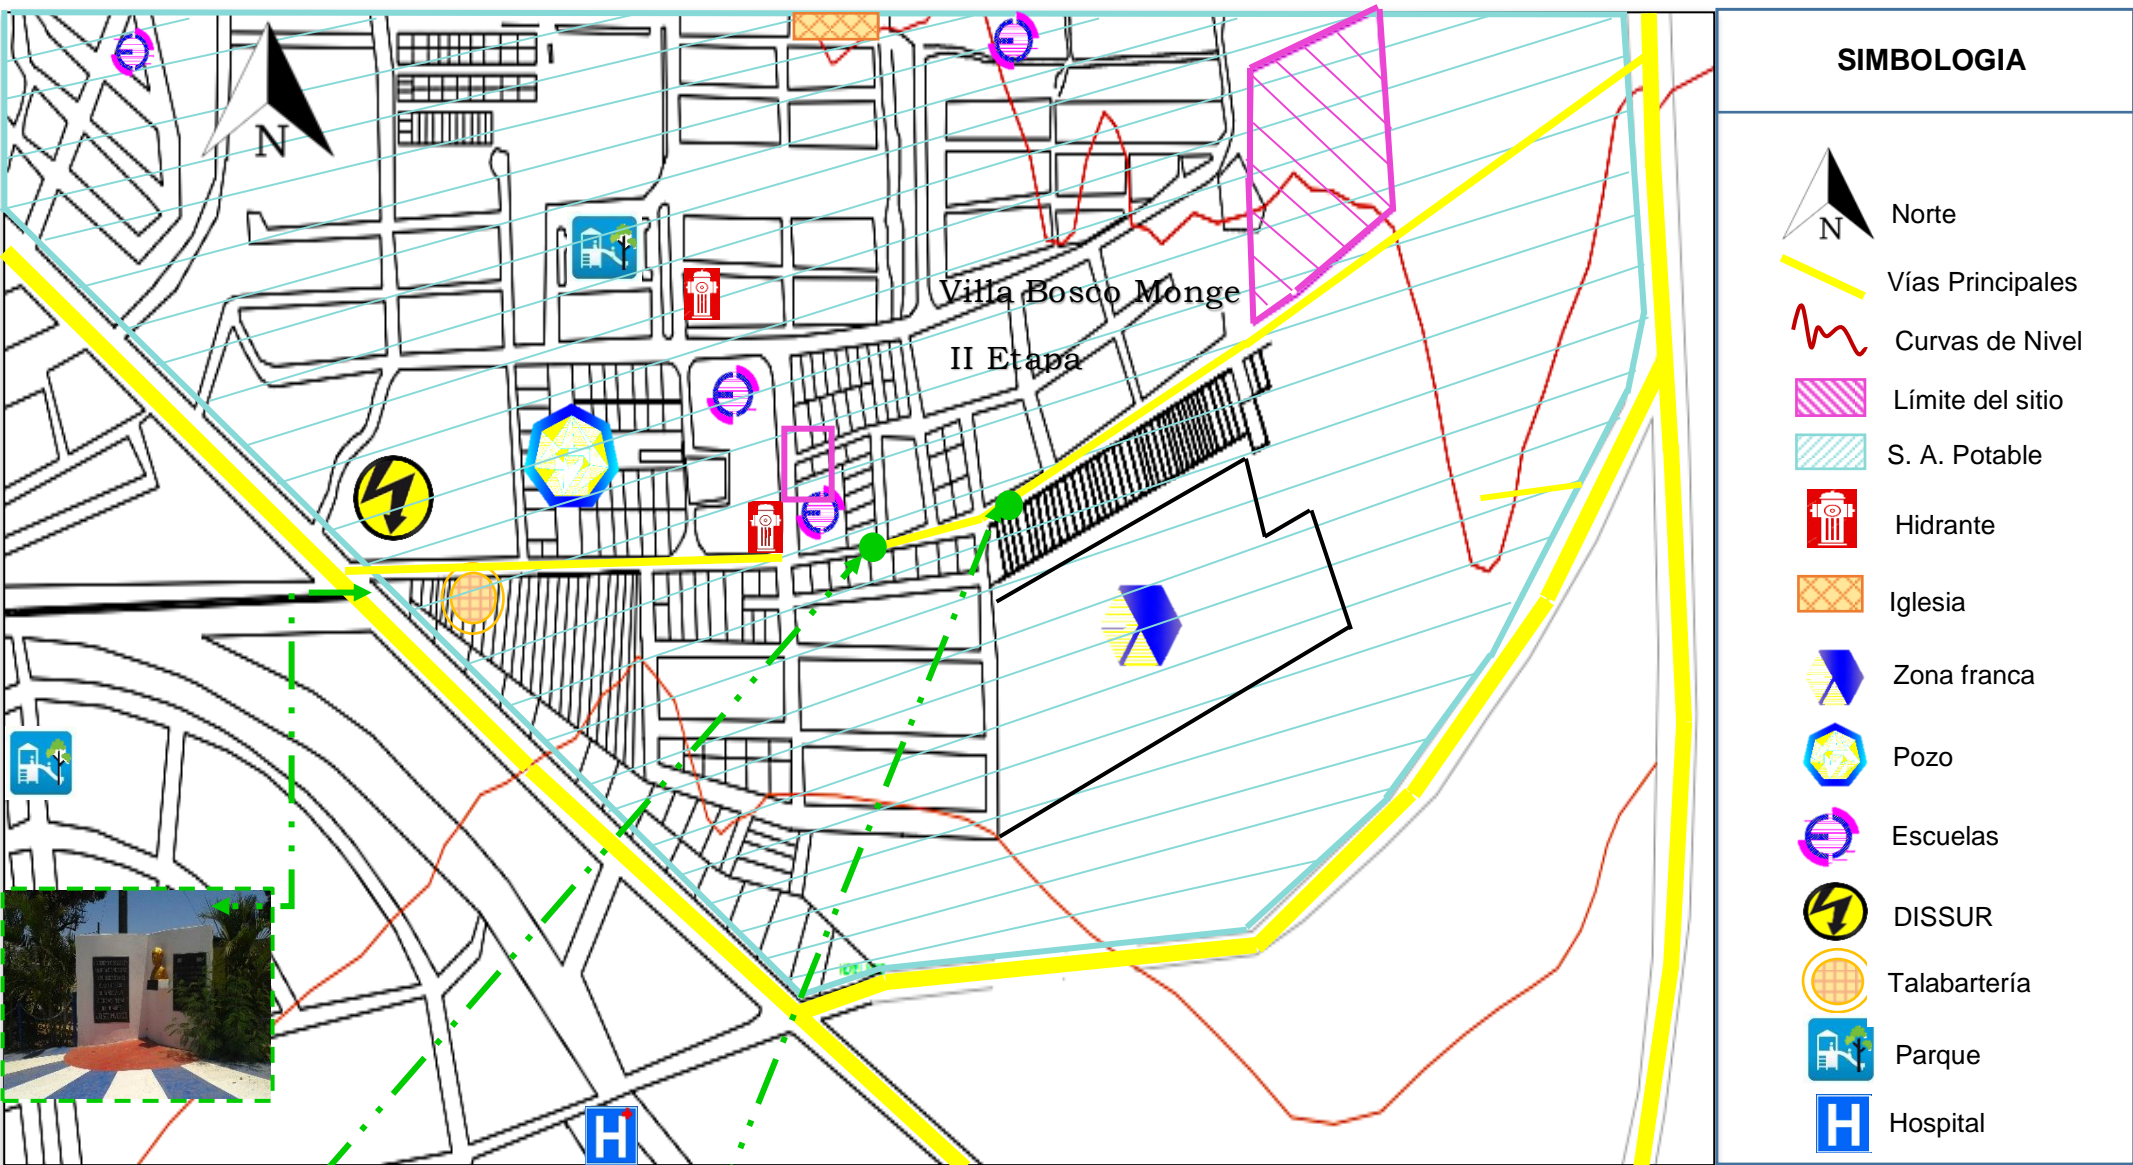 N
Villa Bosco Monge
II Etapa
H
SIMBOLOGIA
N
Norte
Vías Principales
Curvas de Nivel
Límite del sitio
S. A. Potable
Hidrante
Iglesia
Zona franca
Pozo
Escuelas
DISSUR
Talabartería
Parque
H
Hospital